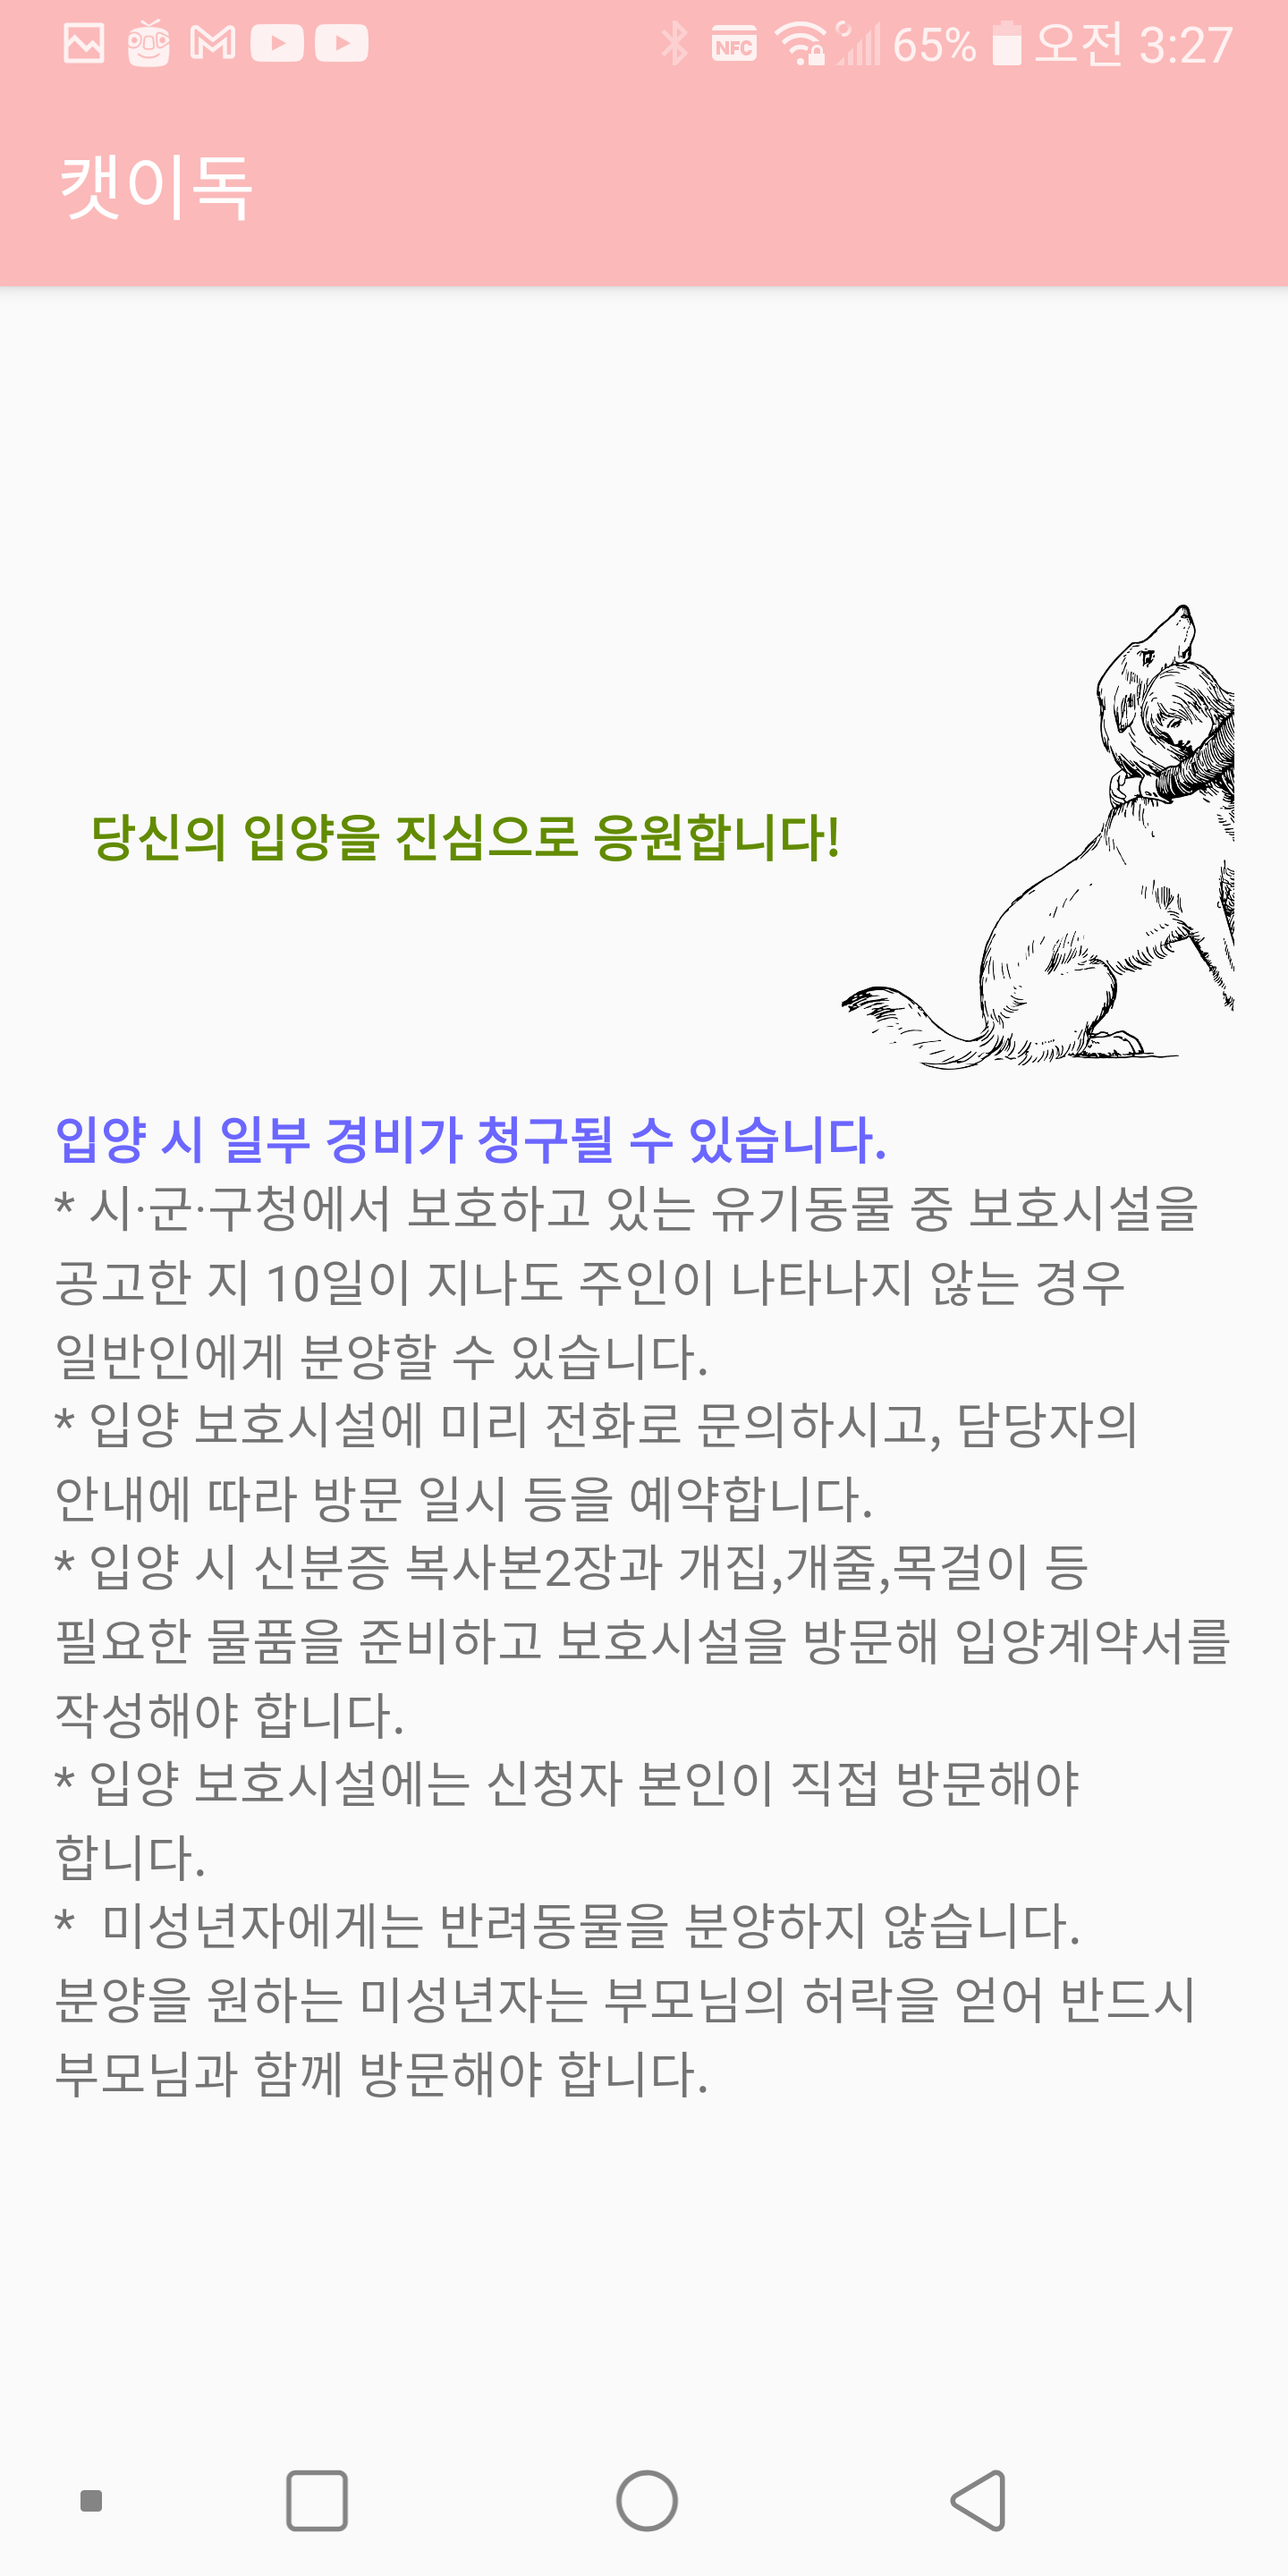 NFC 65% 오전 3:27
캣이독
당신의 입양을 진심으로 응원합니다!
입양 시 일부 경비가 청구될 수 있습니다.
* 시·군·구청에서 보호하고 있는 유기동물 중 보호시설을
공고한 지 10일이 지나도 주인이 나타나지 않는 경우
일반인에게 분양할 수 있습니다.
* 입양 보호시설에 미리 전화로 문의하시고, 담당자의
안내에 따라 방문 일시 등을 예약합니다.
* 입양 시 신분증 복사본2장과 개집,개줄,목걸이 등
필요한 물품을 준비하고 보호시설을 방문해 입양계약서를
작성해야 합니다.
* 입양 보호시설에는 신청자 본인이 직접 방문해야
합니다.
*  미성년자에게는 반려동물을 분양하지 않습니다.
분양을 원하는 미성년자는 부모님의 허락을 얻어 반드시
부모님과 함께 방문해야 합니다.